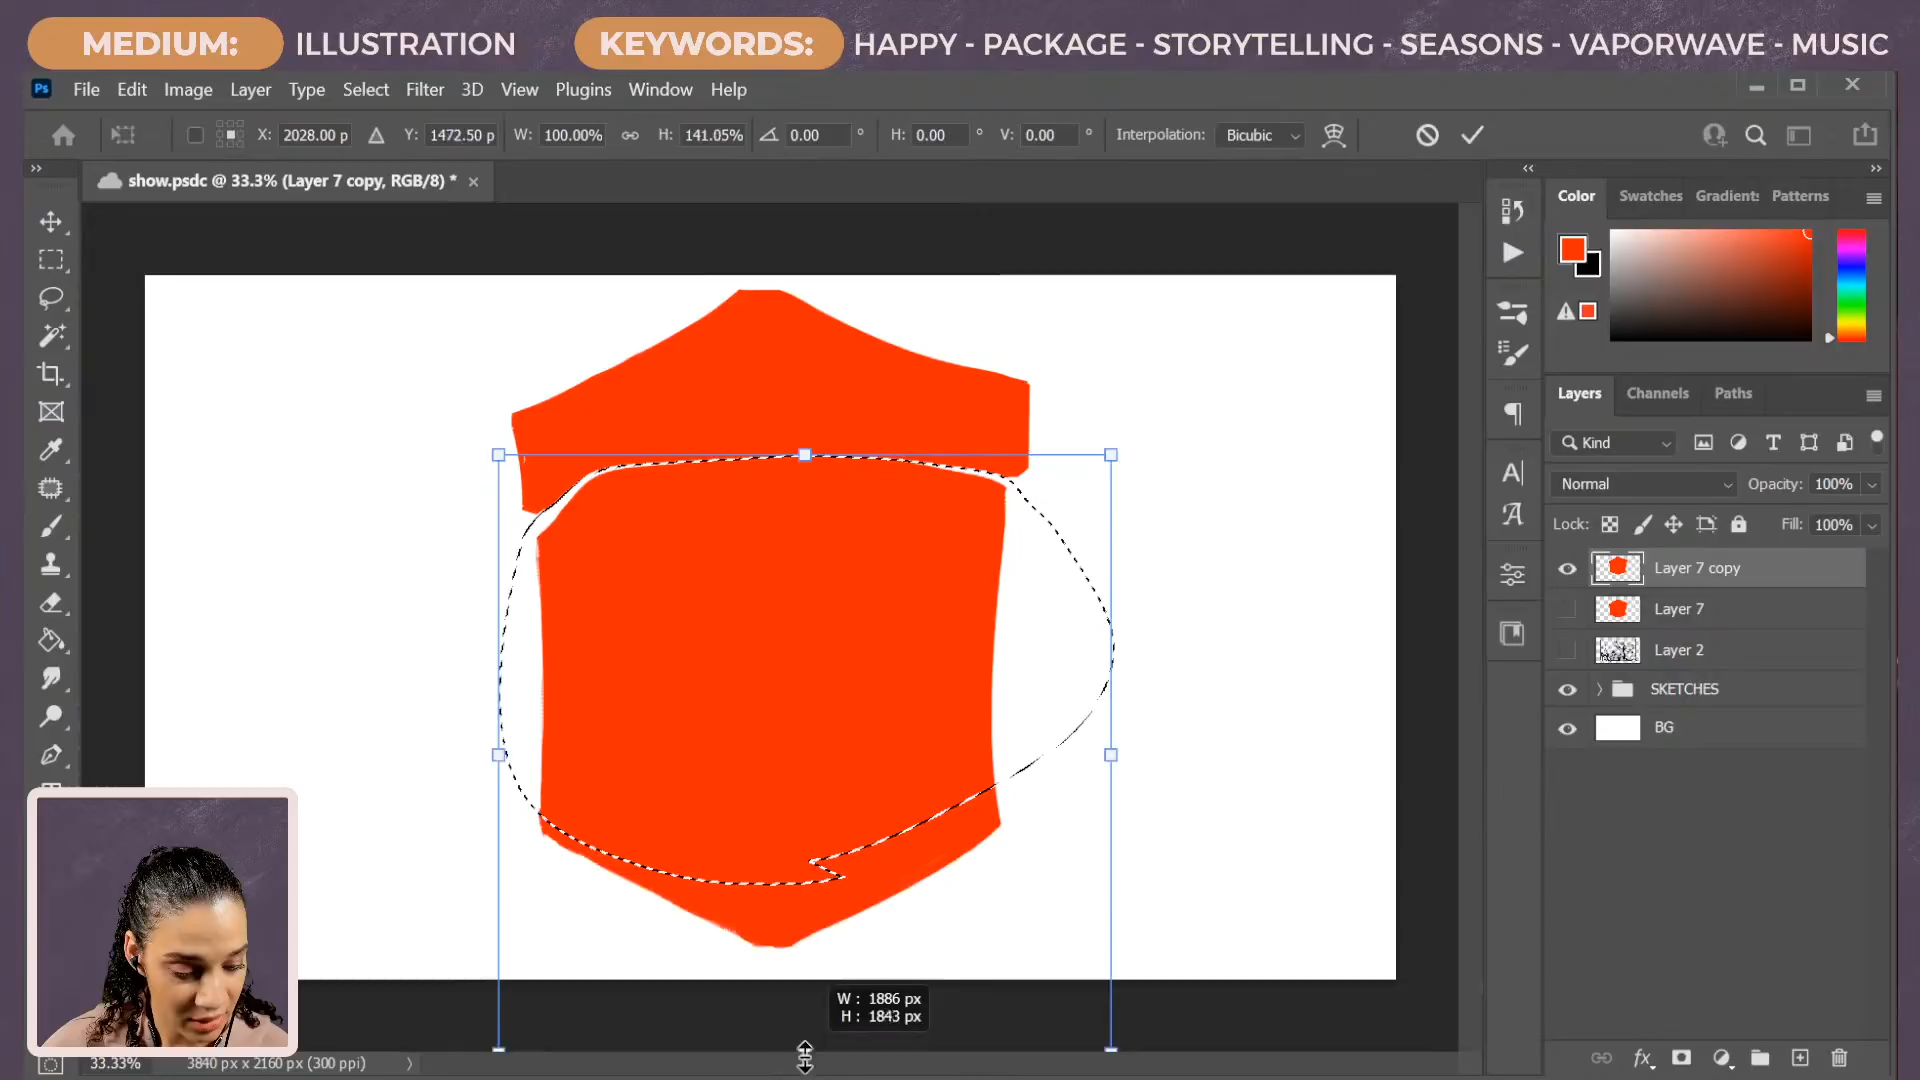 MEDIUM: ILLUSTRATION KEYWORDS: HAPPY - PACKAGE - STORYTELLING - SEASONS - VAPORWAVE - MUSIC
Ps File Edit Image Layer Type Select Filter 3D View Plugins Window Help
X: 2028.00 p Y: 1472.50 p W: 100.00% H: 141.05% 0.00 ° H: 0.00 ° V: 0.00 ° Interpolation: Bicubic
show.psdc @ 33.3% (Layer 7 copy, RGB/8) *
Color Swatches Gradient: Patterns
Layers Channels Paths
Kind
Normal Opacity: 100%
Lock: Fill: 100%
Layer 7 copy
Layer 7
Layer 2
SKETCHES
BG
W : 1886 px
H : 1843 px
33.33% 3840 px x 2160 px (300 ppi)
fx